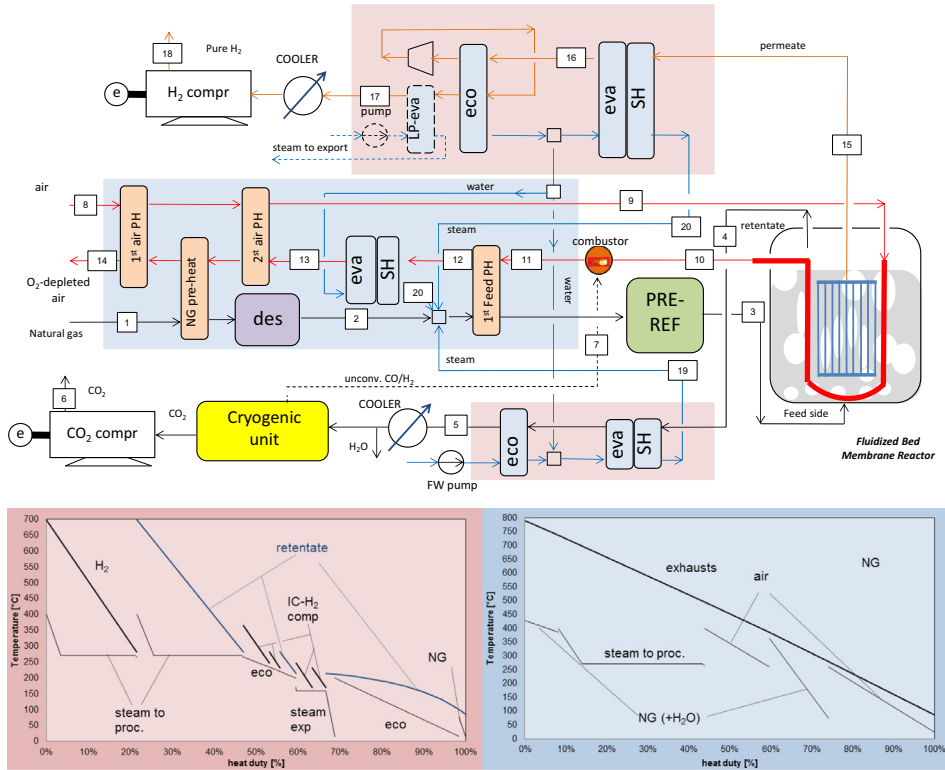 18
Pure H2
COOLER
16
permeate
e
H2 compr
17
pump
LP-eva
eco
eva
SH
steam to export
15
air
8
water
9
20
4
retentate
1st air PH
2nd air PH
steam
combustor
14
13
eva
SH
12
11
10
O2-depleted
air
NG pre-heat
20
1st Feed PH
water
PRE-
REF
3
Natural gas
1
des
2
7
steam
19
unconv. CO/H2
6
CO2
COOLER
Feed side
CO2
Cryogenic
unit
5
e
CO2 compr
H2O
eco
eva
SH
FW pump
Fluidized Bed
Membrane Reactor
700
650
600
550
500
450
400
350
300
250
200
150
100
50
0
Temperature [°C]
H2
retentate
IC-H2
comp
eco
NG
steam to
proc.
steam
exp
eco
0%
10%
20%
30%
40%
50%
60%
70%
80%
90%
100%
heat duty [%]
800
750
700
650
600
550
500
450
400
350
300
250
200
150
100
50
0
Temperature [°C]
exhausts
air
NG
steam to proc.
NG (+H2O)
0%
10%
20%
30%
40%
50%
60%
70%
80%
90%
100%
heat duty [%]